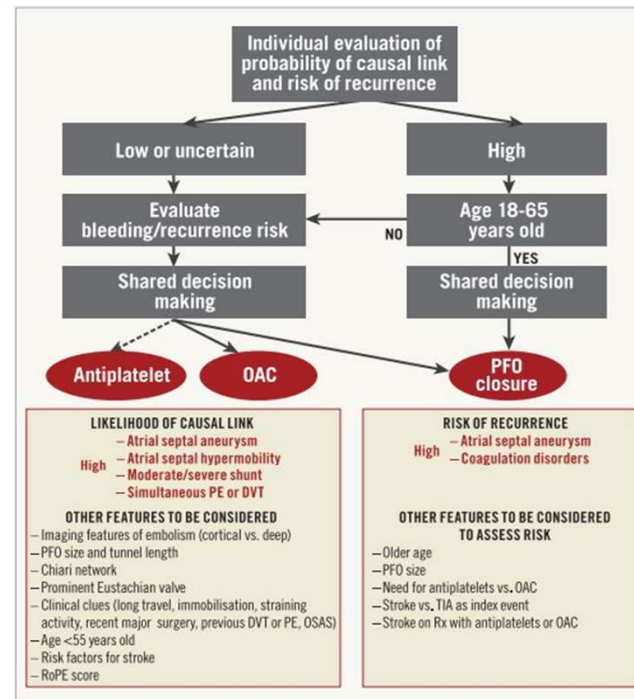 Individual evaluation of
probability of causal link
and risk of recurrence
Low or uncertain
High
Evaluate
bleeding/recurrence risk
NO
Age 18-65
years old
YES
Shared decision
making
Shared decision
making
Antiplatelet
OAC
PFO
closure
LIKELIHOOD OF CAUSAL LINK
High
– Atrial septal aneurysm
– Atrial septal hypermobility
– Moderate/severe shunt
– Simultaneous PE or DVT
OTHER FEATURES TO BE CONSIDERED
– Imaging features of embolism (cortical vs. deep)
– PFO size and tunnel length
– Chiari network
– Prominent Eustachian valve
– Clinical clues (long travel, immobilisation, straining
activity, recent major surgery, previous DVT or PE, OSAS)
– Age <55 years old
– Risk factors for stroke
– RoPE score
RISK OF RECURRENCE
High
– Atrial septal aneurysm
– Coagulation disorders
OTHER FEATURES TO BE CONSIDERED
TO ASSESS RISK
– Older age
– PFO size
– Need for antiplatelets vs. OAC
– Stroke vs. TIA as index event
– Stroke on Rx with antiplatelets or OAC